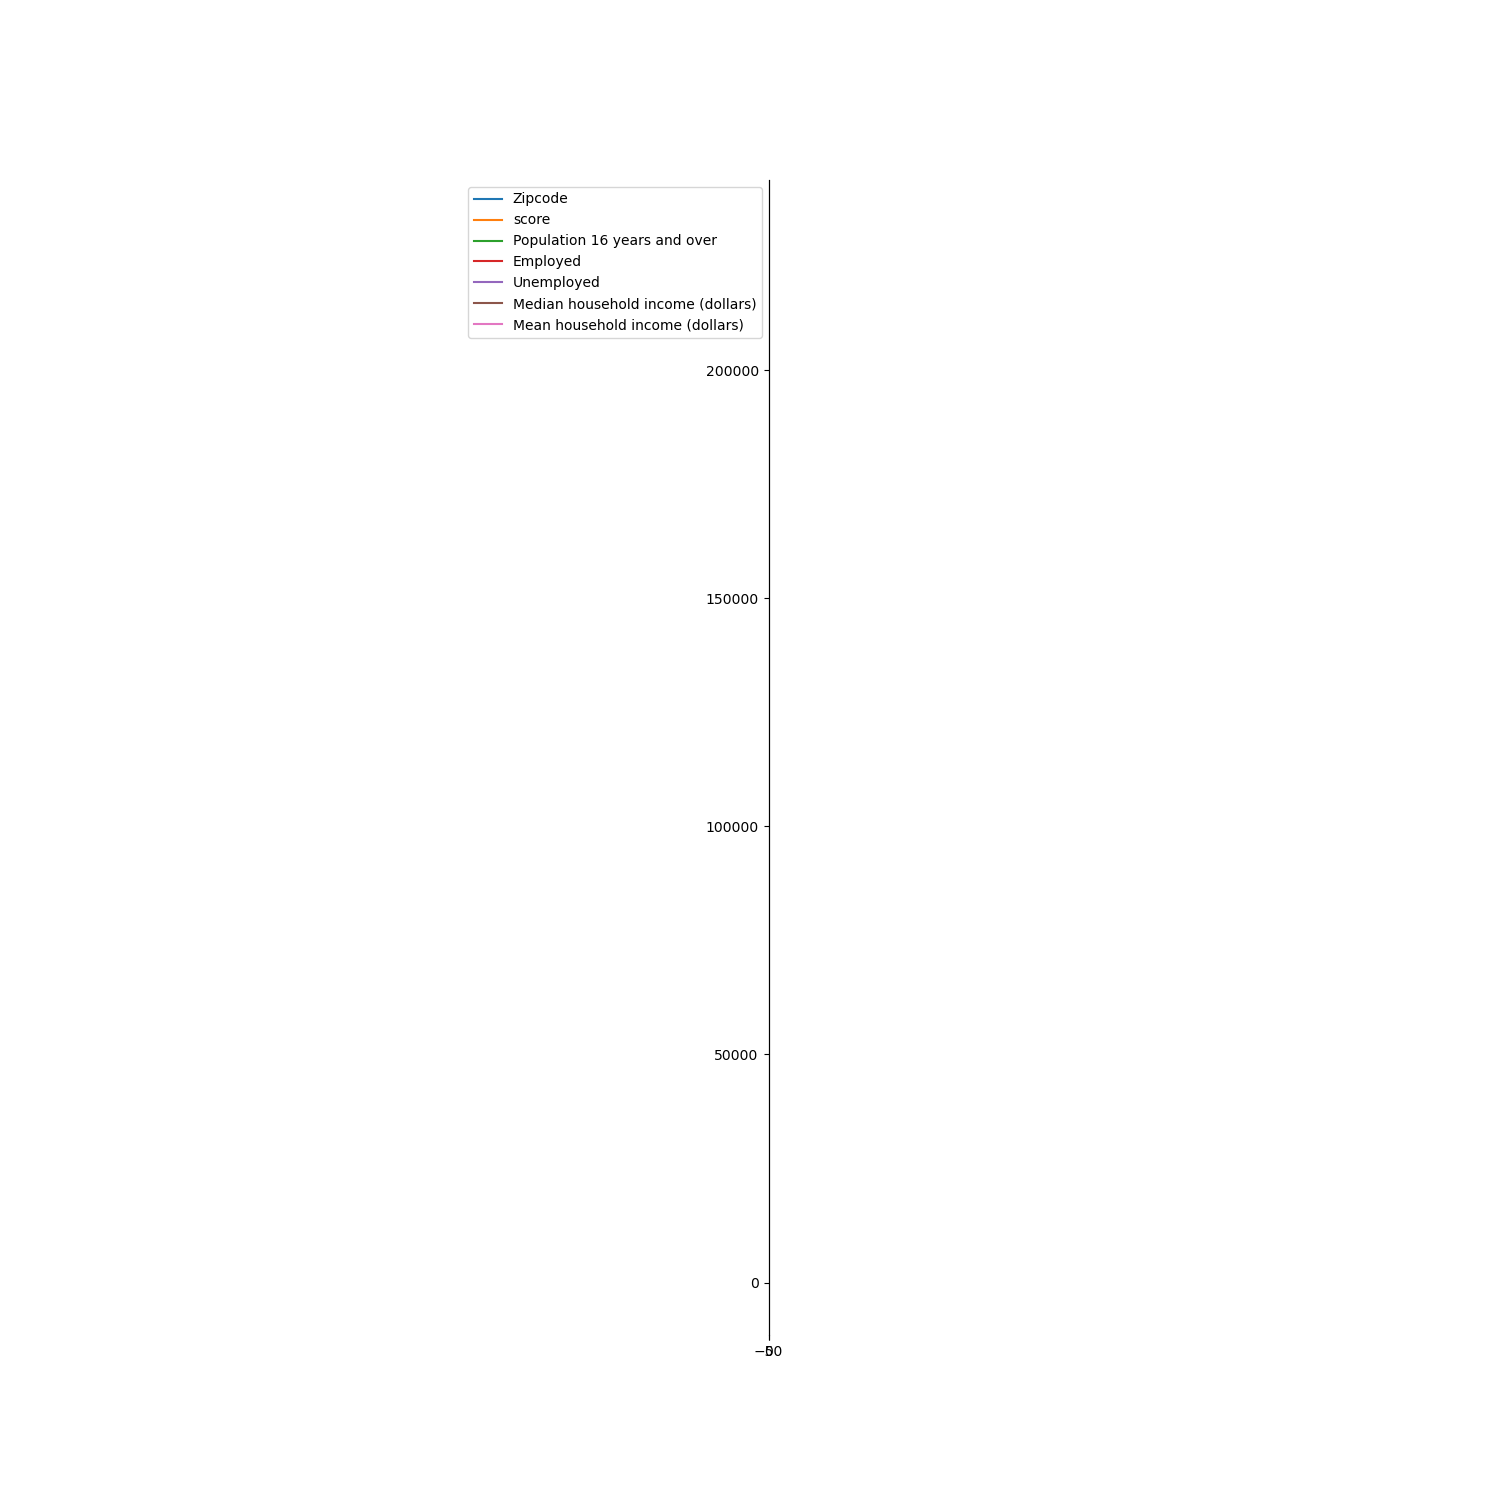 Zipcode
score
Population 16 years and over
Employed
Unemployed
Median household income (dollars)
Mean household income (dollars)
200000
150000
100000
50000
0